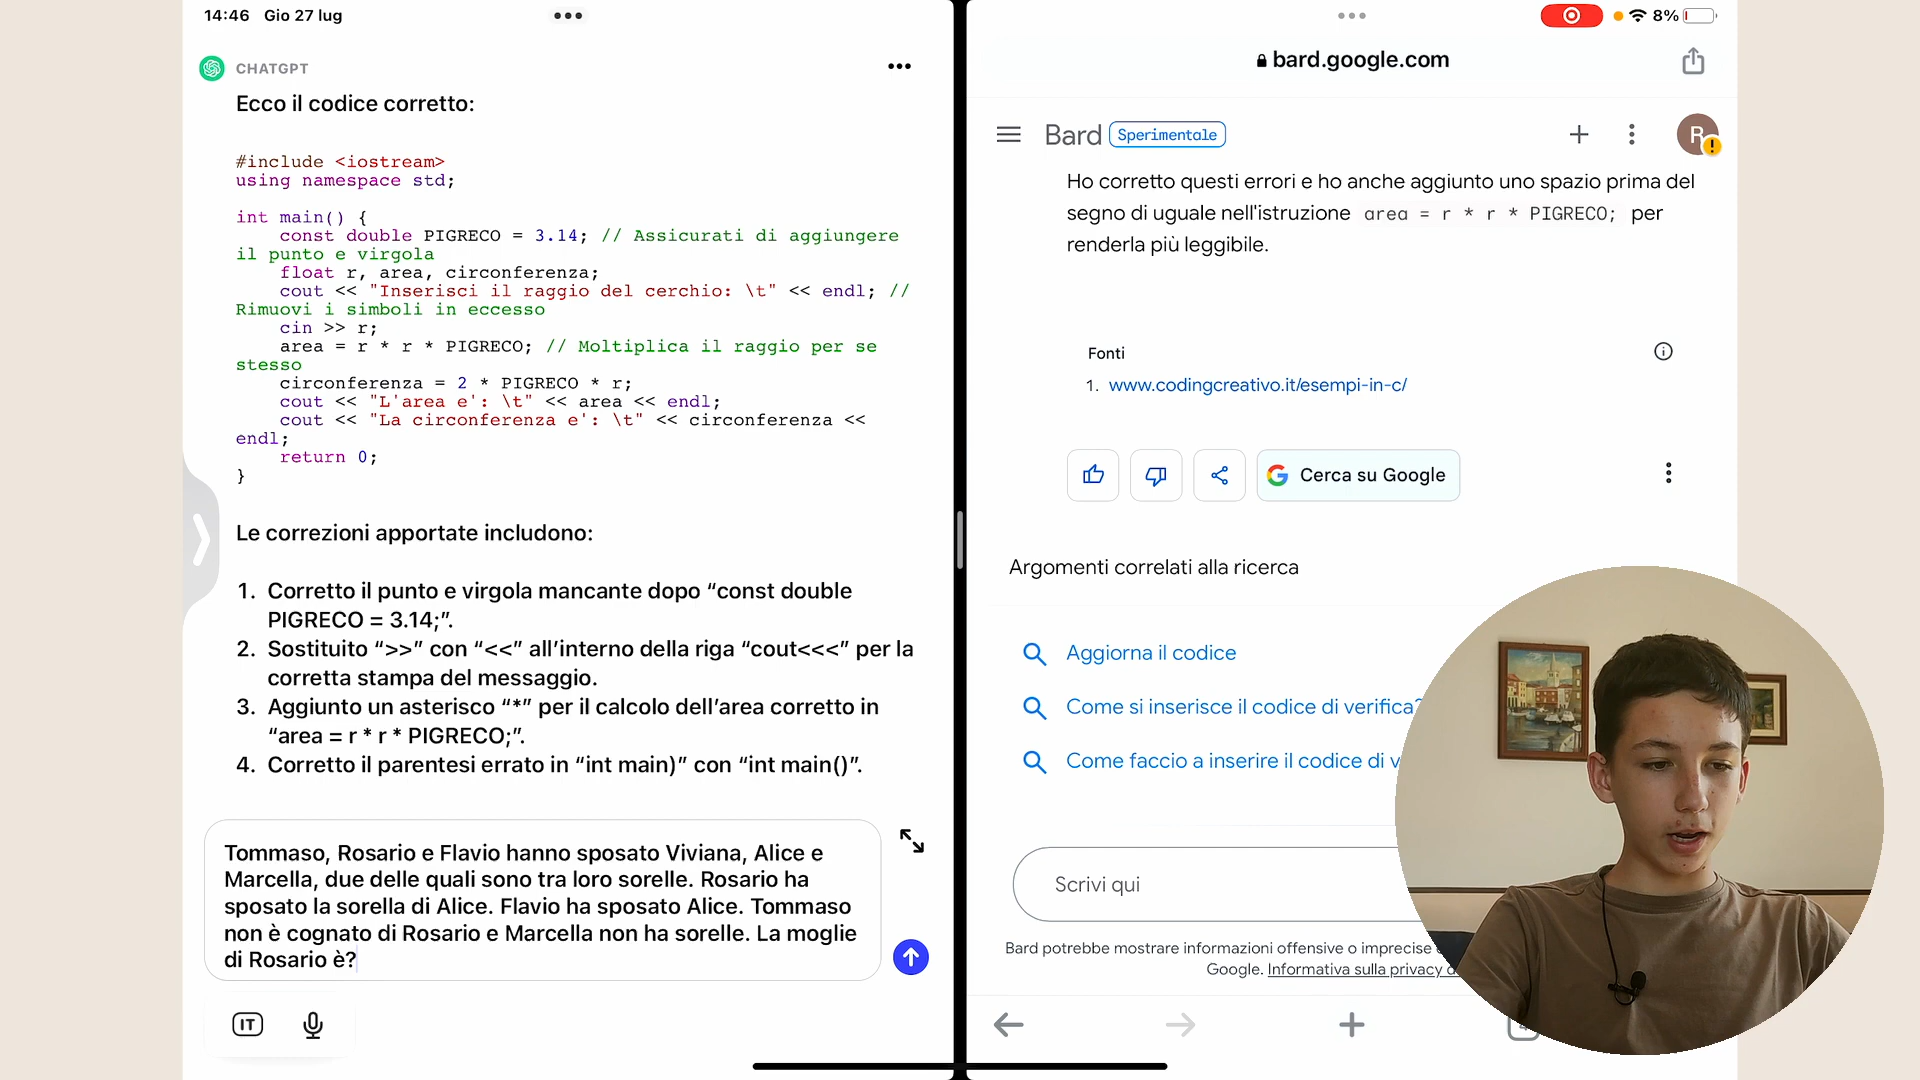 14:46 Gio 27 lug
CHATGPT
Ecco il codice corretto:
#include <iostream>
using namespace std;
int main() {
const double PIGRECO = 3.14; // Assicurati di aggiungere
il punto e virgola
float r, area, circonferenza;
cout << "Inserisci il raggio del cerchio: \t" << endl; //
Rimuovi i simboli in eccesso
cin >> r;
area = r * r * PIGRECO; // Moltiplica il raggio per se
stesso
circonferenza = 2 * PIGRECO * r;
cout << "L'area e': \t" << area << endl;
cout << "La circonferenza e': \t" << circonferenza <<
endl;
return 0;
}
Le correzioni apportate includono:
1. Corretto il punto e virgola mancante dopo “const double
PIGRECO = 3.14;”.
2. Sostituito “>>” con “<<” all’interno della riga “cout<<<” per la
corretta stampa del messaggio.
3. Aggiunto un asterisco “*” per il calcolo dell’area corretto in
“area = r * r * PIGRECO;”.
4. Corretto il parentesi errato in “int main)” con “int main()”.
Tommaso, Rosario e Flavio hanno sposato Viviana, Alice e
Marcella, due delle quali sono tra loro sorelle. Rosario ha
sposato la sorella di Alice. Flavio ha sposato Alice. Tommaso
non è cognato di Rosario e Marcella non ha sorelle. La moglie
di Rosario è?
IT
8%
bard.google.com
Bard Sperimentale
R
Ho corretto questi errori e ho anche aggiunto uno spazio prima del
segno di uguale nell'istruzione area = r * r * PIGRECO; per
renderla più leggibile.
Fonti
1. www.codingcreativo.it/esempi-in-c/
Cerca su Google
Argomenti correlati alla ricerca
Aggiorna il codice
Come si inserisce il codice di verifica?
Come faccio a inserire il codice di v
Scrivi qui
Bard potrebbe mostrare informazioni offensive o imprecise
Google. Informativa sulla privacy